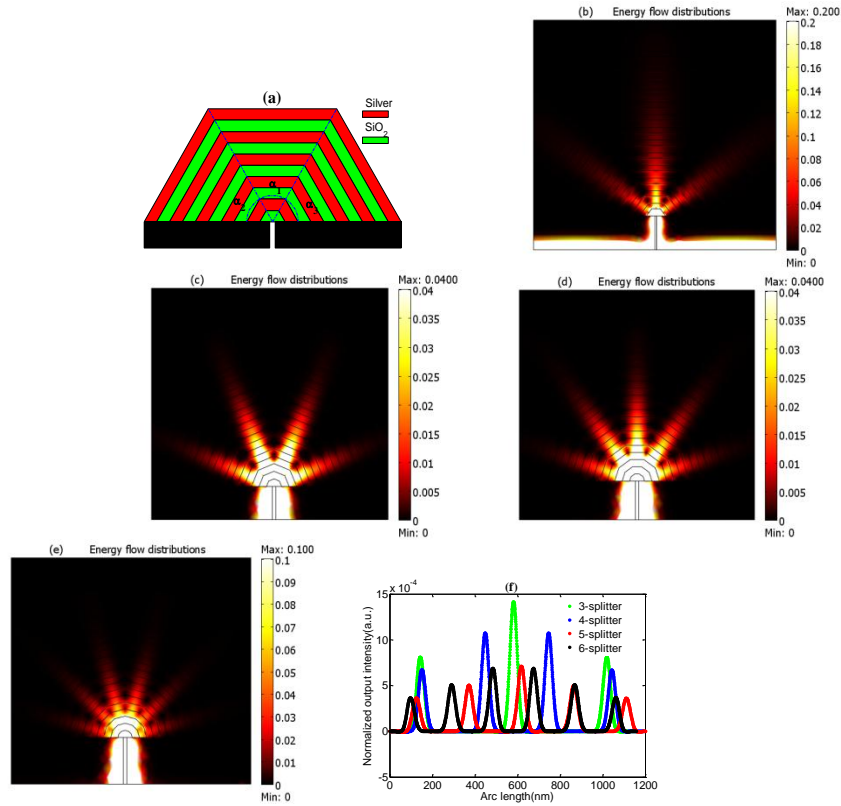 (a)
Silver
SiO2
α1
α2
(b) Energy flow distributions Max: 0.200
0.2
0.18
0.16
0.14
0.12
0.1
0.08
0.06
0.04
0.02
0
Min: 0
(c) Energy flow distributions Max: 0.0400
0.04
0.035
0.03
0.025
0.02
0.015
0.01
0.005
0
Min: 0
(d) Energy flow distributions Max: 0.0400
0.04
0.035
0.03
0.025
0.02
0.015
0.01
0.005
0
Min: 0
(e) Energy flow distributions Max: 0.100
0.1
0.09
0.08
0.07
0.06
0.05
0.04
0.03
0.02
0.01
0
Min: 0
(f)
x 10-4
15
10
5
0
-5
Normalized output intensity(a.u.)
3-splitter
4-splitter
5-splitter
6-splitter
0 200 400 600 800 1000 1200
Arc length(nm)